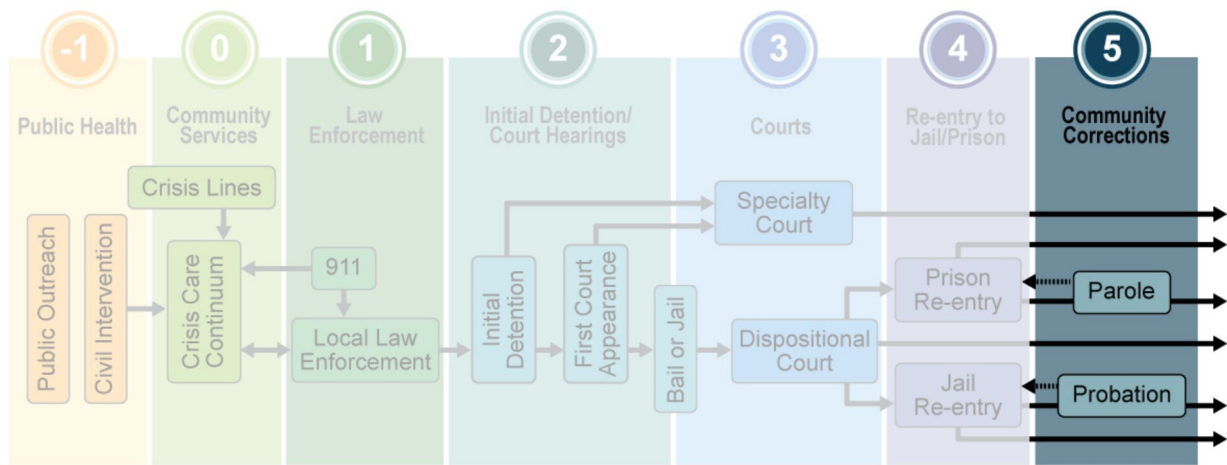 -1
0
1
2
3
4
5
Public Health
Community
Services
Law
Enforcement
Initial Detention/
Court Hearings
Courts
Re-entry to
Jail/Prison
Community
Corrections
Public Outreach
Civil Intervention
Crisis Lines
Crisis Care
Continuum
911
Local Law
Enforcement
Initial
Detention
First Court
Appearance
Bail or Jail
Specialty
Court
Dispositional
Court
Prison
Re-entry
Jail
Re-entry
Parole
Probation